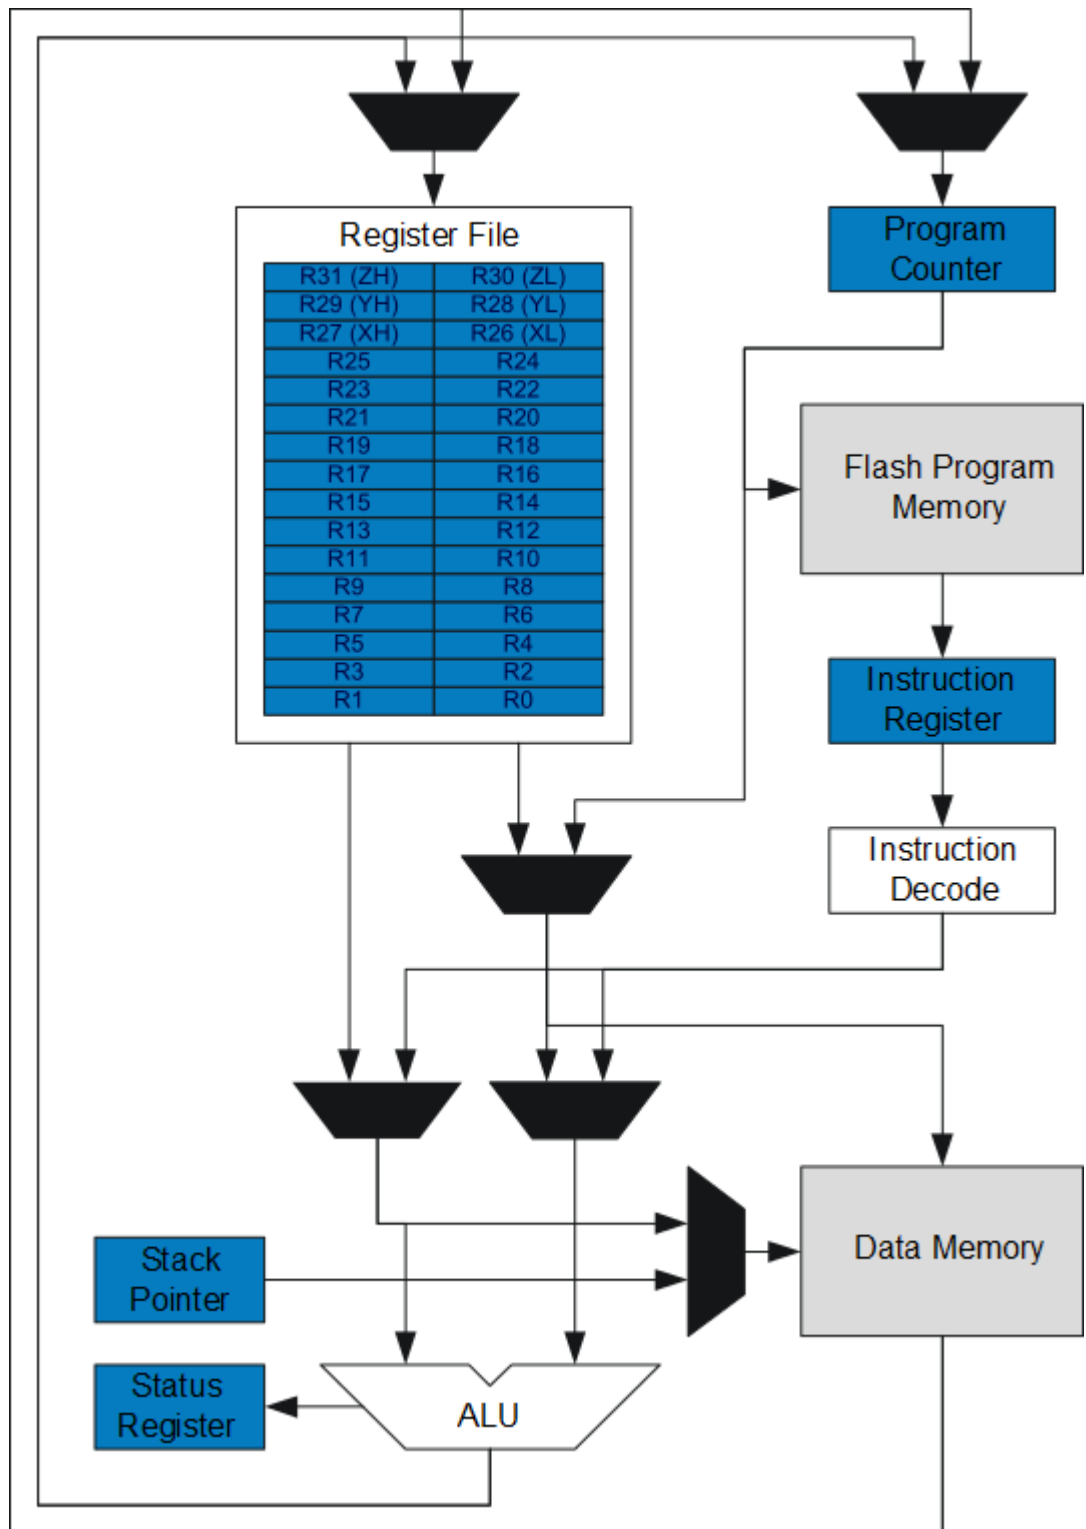 Register File
R31 (ZH) R30 (ZL)
R29 (YH) R28 (YL)
R27 (XH) R26 (XL)
R25 R24
R23 R22
R21 R20
R19 R18
R17 R16
R15 R14
R13 R12
R11 R10
R9 R8
R7 R6
R5 R4
R3 R2
R1 R0
Program
Counter
Flash Program
Memory
Instruction
Register
Instruction
Decode
Data Memory
Stack
Pointer
Status
Register
ALU